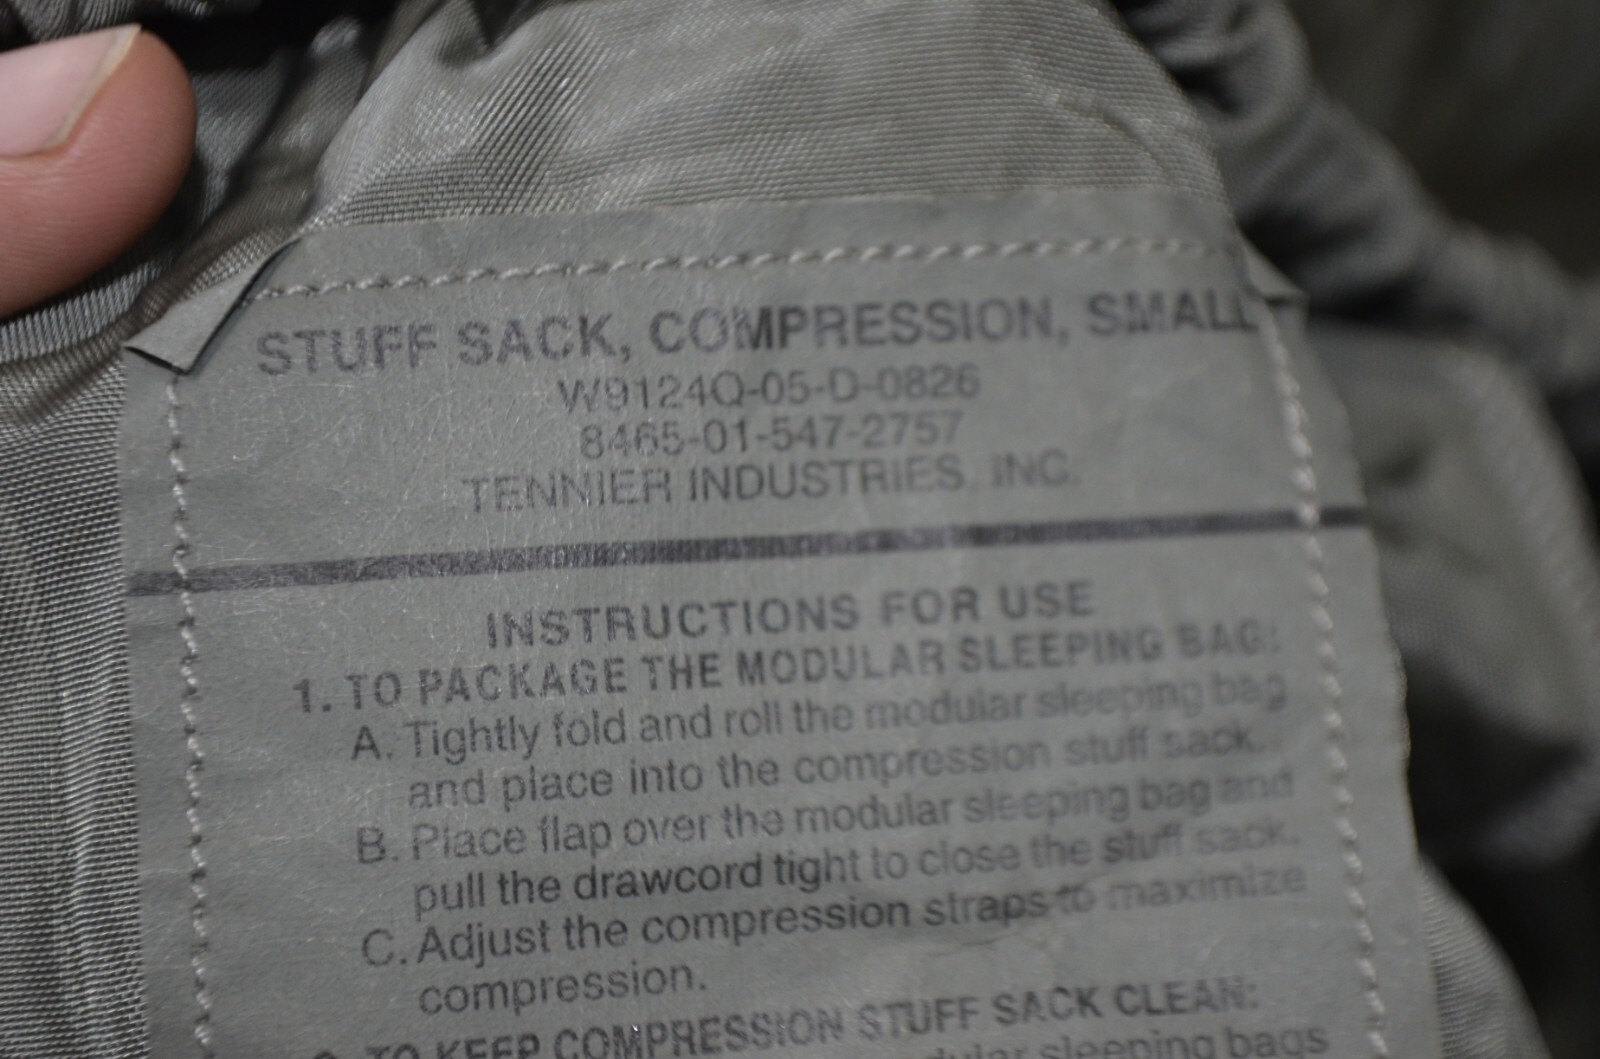 STUFF SACK, COMPRESSION, SMALL
W9124Q-05-D-0826
8465-01-547-2757
TENNIER INDUSTRIES, INC.
INSTRUCTIONS FOR USE
1. TO PACKAGE THE MODULAR SLEEPING BAG:
A. Tightly fold and roll the modular sleeping bag
and place into the compression stuff sack.
B. Place flap over the modular sleeping bag and
pull the drawcord tight to close the stuff sack.
C. Adjust the compression straps to maximize
compression.
TO KEEP COMPRESSION STUFF SACK CLEAN:
sleeping bags